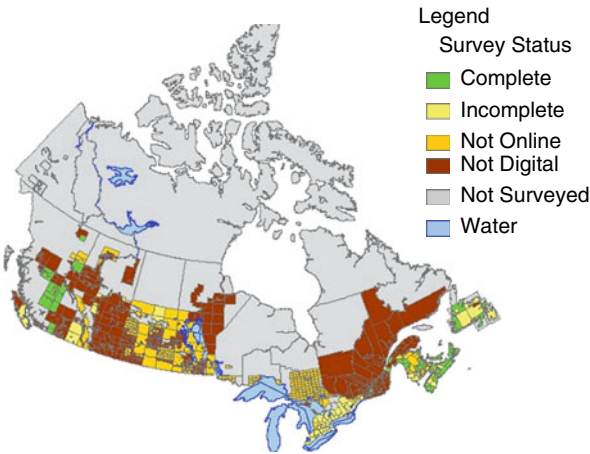 Legend
Survey Status
Complete
Incomplete
Not Online
Not Digital
Not Surveyed
Water